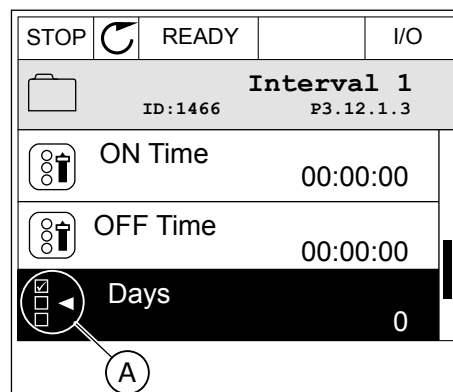 STOP READY I/O
Interval 1
ID:1466 P3.12.1.3
ON Time
00:00:00
OFF Time
00:00:00
Days
0
A